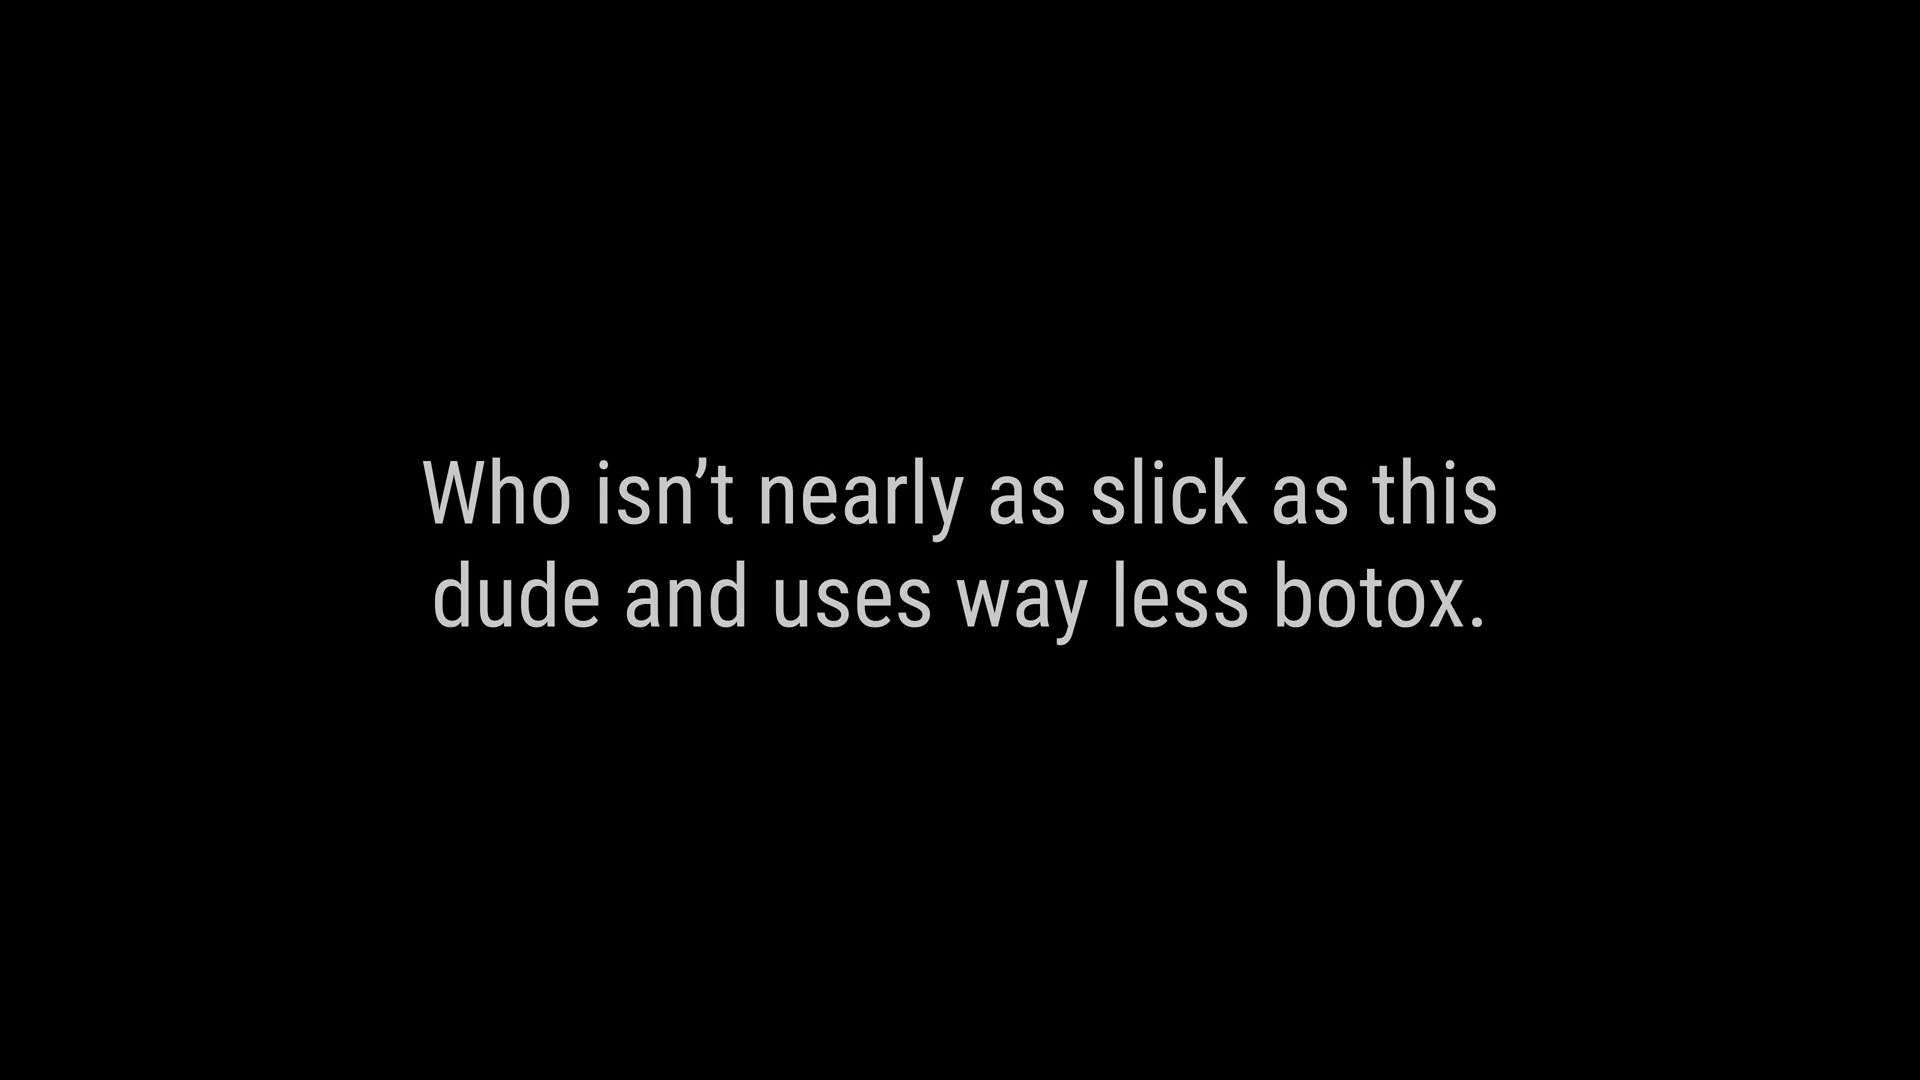 Who isn’t nearly as slick as this
dude and uses way less botox.